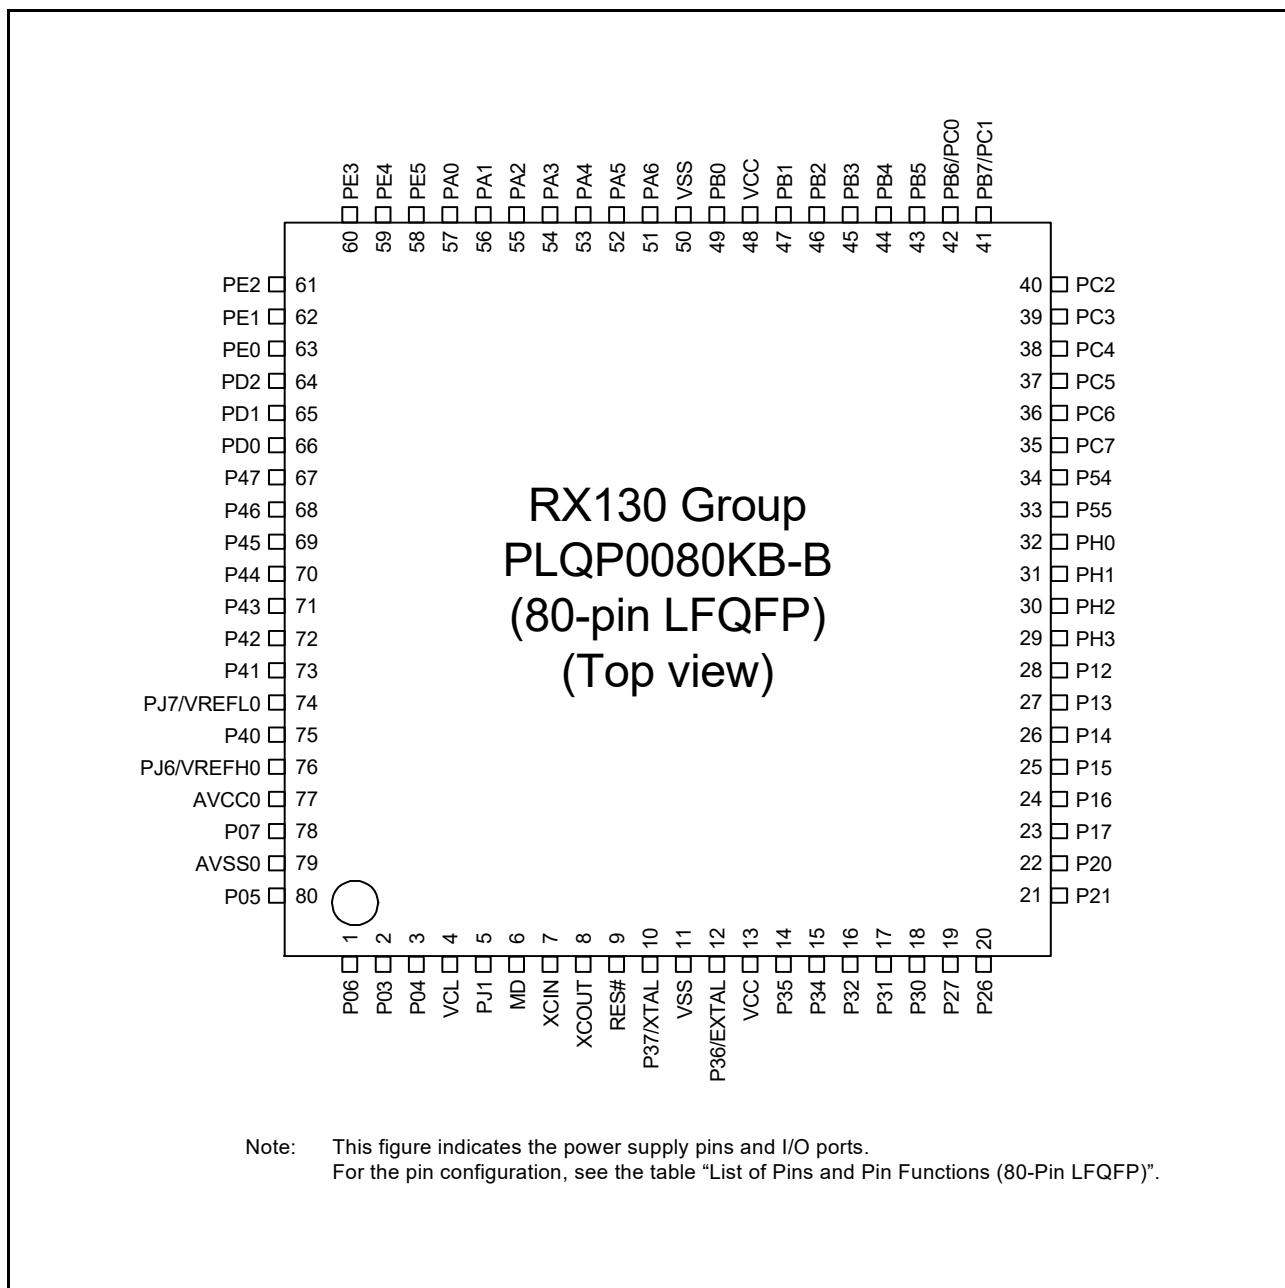 PE3
PE4
PE5
PA0
PA1
PA2
PA3
PA4
PA5
PA6
VSS
PB0
VCC
PB1
PB2
PB3
PB4
PB5
PB6/PC0
PB7/PC1
60
59
58
57
56
55
54
53
52
51
50
49
48
47
46
45
44
43
42
41
PE2 61
PE1 62
PE0 63
PD2 64
PD1 65
PD0 66
P47 67
P46 68
P45 69
P44 70
P43 71
P42 72
P41 73
PJ7/VREFL0 74
P40 75
PJ6/VREFH0 76
AVCC0 77
P07 78
AVSS0 79
P05 80
RX130 Group
PLQP0080KB-B
(80-pin LFQFP)
(Top view)
40 PC2
39 PC3
38 PC4
37 PC5
36 PC6
35 PC7
34 P54
33 P55
32 PH0
31 PH1
30 PH2
29 PH3
28 P12
27 P13
26 P14
25 P15
24 P16
23 P17
22 P20
21 P21
1
2
3
4
5
6
7
8
9
10
11
12
13
14
15
16
17
18
19
20
P06
P03
P04
VCL
PJ1
MD
XCIN
XCOUT
RES#
P37/XTAL
VSS
P36/EXTAL
VCC
P35
P34
P32
P31
P30
P27
P26
Note: This figure indicates the power supply pins and I/O ports.
For the pin configuration, see the table “List of Pins and Pin Functions (80-Pin LFQFP)”.